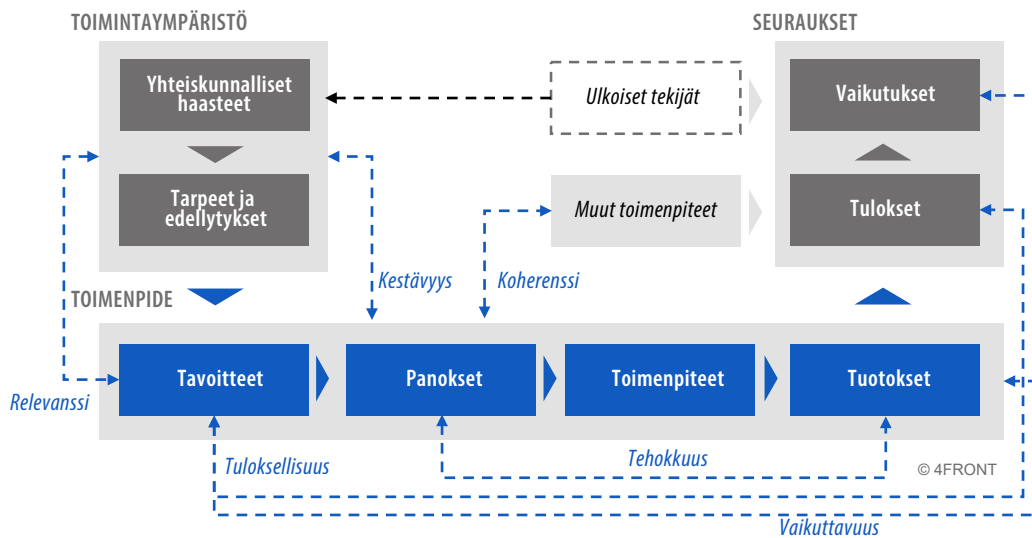 TOIMINTAYMPÄRISTÖ
SEURAUKSET
Yhteiskunnalliset
haasteet
Ulkoiset tekijät
Vaikutukset
Tarpeet ja
edellytykset
Muut toimenpiteet
Tulokset
Kestävyys
Koherenssi
TOIMENPIDE
Tavoitteet
Panokset
Toimenpiteet
Tuotokset
Relevanssi
Tuloksellisuus
Tehokkuus
© 4FRONT
Vaikuttavuus